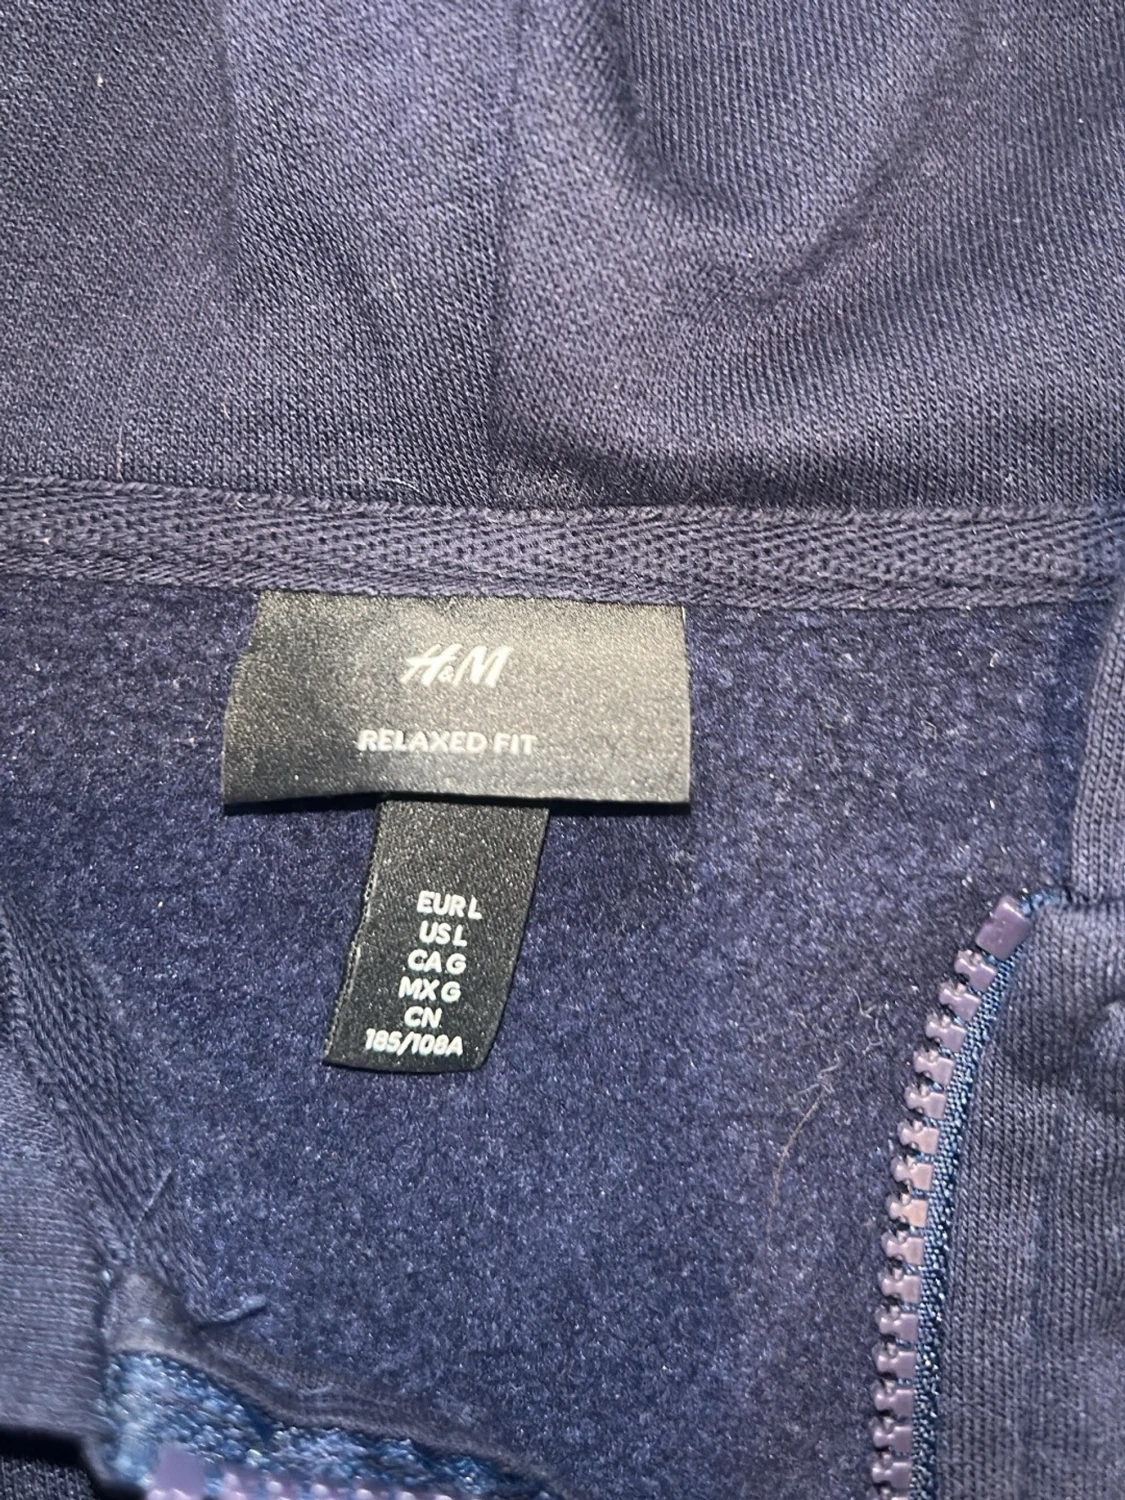 H&M
RELAXED FIT
EUR L
US L
CA G
MX G
CN
185/108A